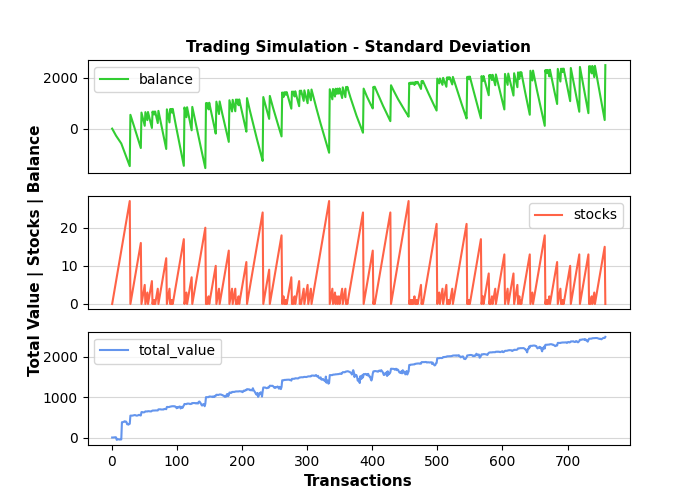 Trading Simulation - Standard Deviation
2000
0
balance
20
10
0
stocks
2000
1000
0
total_value
0 100 200 300 400 500 600 700
Transactions
Total Value | Stocks | Balance